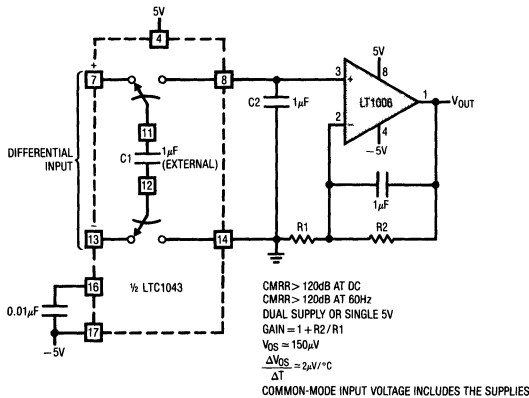 5V
4
+
7
8
3
+
5V
8
LT1006
1
VOUT
C2
1µF
11
C1
1µF
(EXTERNAL)
DIFFERENTIAL
INPUT
12
2
−
4
−5V
1µF
−
13
14
R1
R2
16
½ LTC1043
0.01µF
17
−5V
CMRR > 120dB AT DC
CMRR > 120dB AT 60Hz
DUAL SUPPLY OR SINGLE 5V
GAIN = 1 + R2/R1
VOS ≈ 150µV
ΔVOS
ΔT
≈ 2µV/°C
COMMON-MODE INPUT VOLTAGE INCLUDES THE SUPPLIES